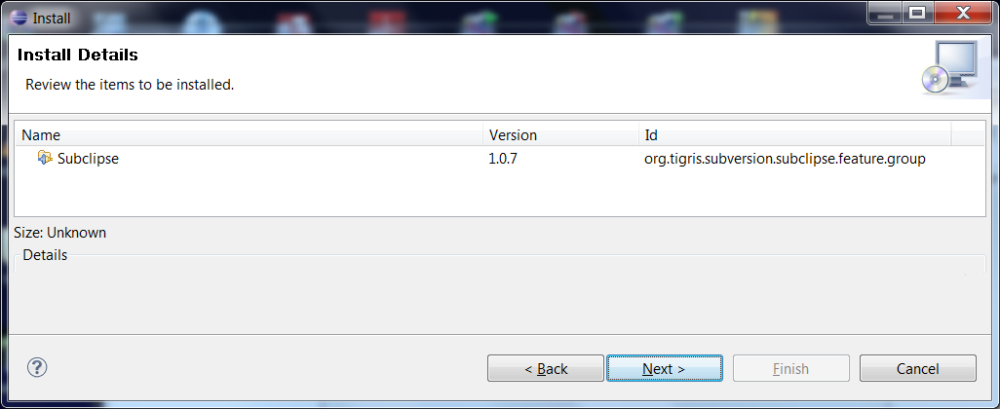 Install
Install Details
Review the items to be installed.
Name Version Id
Subclipse 1.0.7 org.tigris.subversion.subclipse.feature.group
Size: Unknown
Details
? < Back Next > Finish Cancel